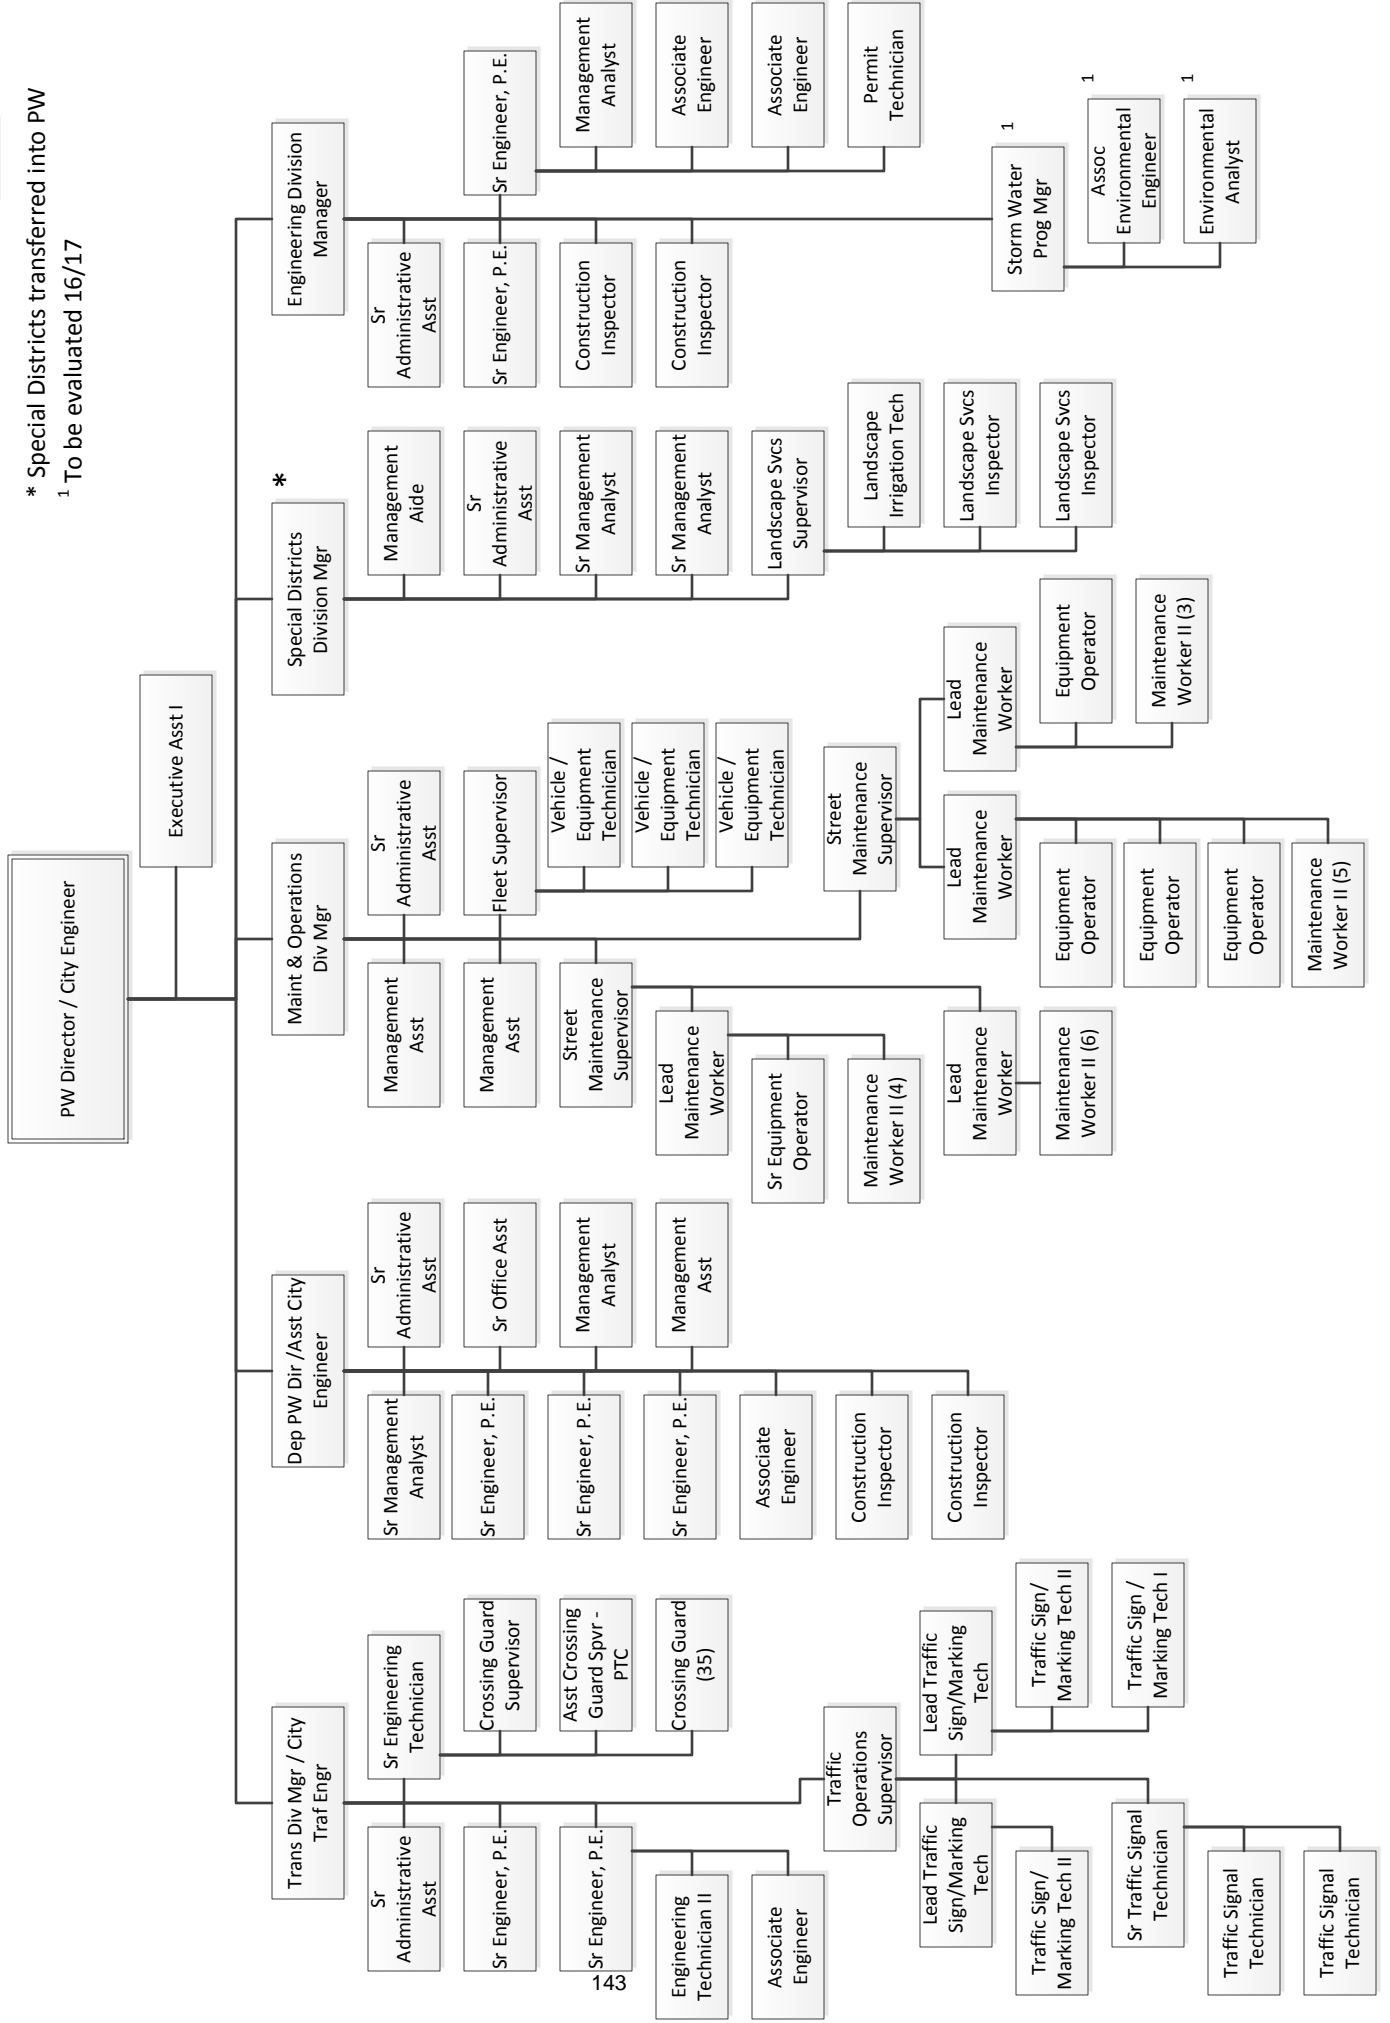 * Special Districts transferred into PW
1 To be evaluated 16/17
PW Director / City Engineer
Executive Asst I
Trans Div Mgr / City
Traf Engr
Sr
Administrative
Asst
Sr Engineering
Technician
Crossing Guard
Supervisor
Asst Crossing
Guard Spvr -
PTC
Crossing Guard
(35)
Sr Engineer, P.E.
Sr Engineer, P.E.
Engineering
Technician II
Associate
Engineer
Traffic
Operations
Supervisor
Lead Traffic
Sign/Marking
Tech
Traffic Sign/
Marking Tech II
Lead Traffic
Sign/Marking
Tech
Traffic Sign/
Marking Tech II
Traffic Sign /
Marking Tech I
Sr Traffic Signal
Technician
Traffic Signal
Technician
Traffic Signal
Technician
Dep PW Dir /Asst City
Engineer
Sr Management
Analyst
Sr
Administrative
Asst
Sr Engineer, P.E.
Sr Office Asst
Sr Engineer, P.E.
Management
Analyst
Sr Engineer, P.E.
Management
Asst
Associate
Engineer
Construction
Inspector
Construction
Inspector
Maint & Operations
Div Mgr
Management
Asst
Sr
Administrative
Asst
Management
Asst
Fleet Supervisor
Vehicle /
Equipment
Technician
Vehicle /
Equipment
Technician
Vehicle /
Equipment
Technician
Street
Maintenance
Supervisor
Lead
Maintenance
Worker
Sr Equipment
Operator
Maintenance
Worker II (4)
Lead
Maintenance
Worker
Maintenance
Worker II (6)
Street
Maintenance
Supervisor
Lead
Maintenance
Worker
Equipment
Operator
Equipment
Operator
Equipment
Operator
Maintenance
Worker II (5)
Lead
Maintenance
Worker
Equipment
Operator
Maintenance
Worker II (3)
Special Districts
Division Mgr
*
Management
Aide
Sr
Administrative
Asst
Sr Management
Analyst
Sr Management
Analyst
Landscape Svcs
Supervisor
Landscape
Irrigation Tech
Landscape Svcs
Inspector
Landscape Svcs
Inspector
Engineering Division
Manager
Sr
Administrative
Asst
Sr Engineer, P.E.
Sr Engineer, P.E.
Management
Analyst
Associate
Engineer
Associate
Engineer
Permit
Technician
Construction
Inspector
Construction
Inspector
Storm Water
Prog Mgr
1
Assoc
Environmental
Engineer
1
Environmental
Analyst
1
143